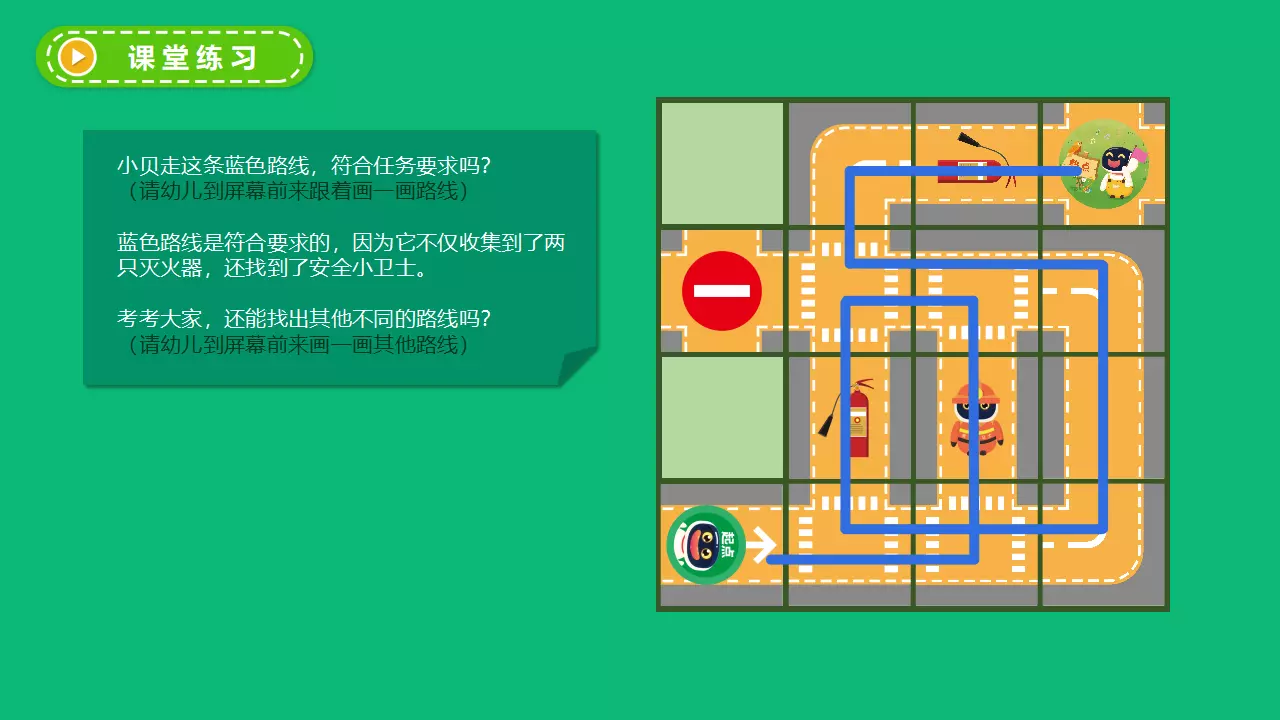 课堂练习
小贝走这条蓝色路线，符合任务要求吗？
（请幼儿到屏幕前来跟着画一画路线）
蓝色路线是符合要求的，因为它不仅收集到了两
只灭火器，还找到了安全小卫士。
考考大家，还能找出其他不同的路线吗？
（请幼儿到屏幕前来画一画其他路线）
终点
起点